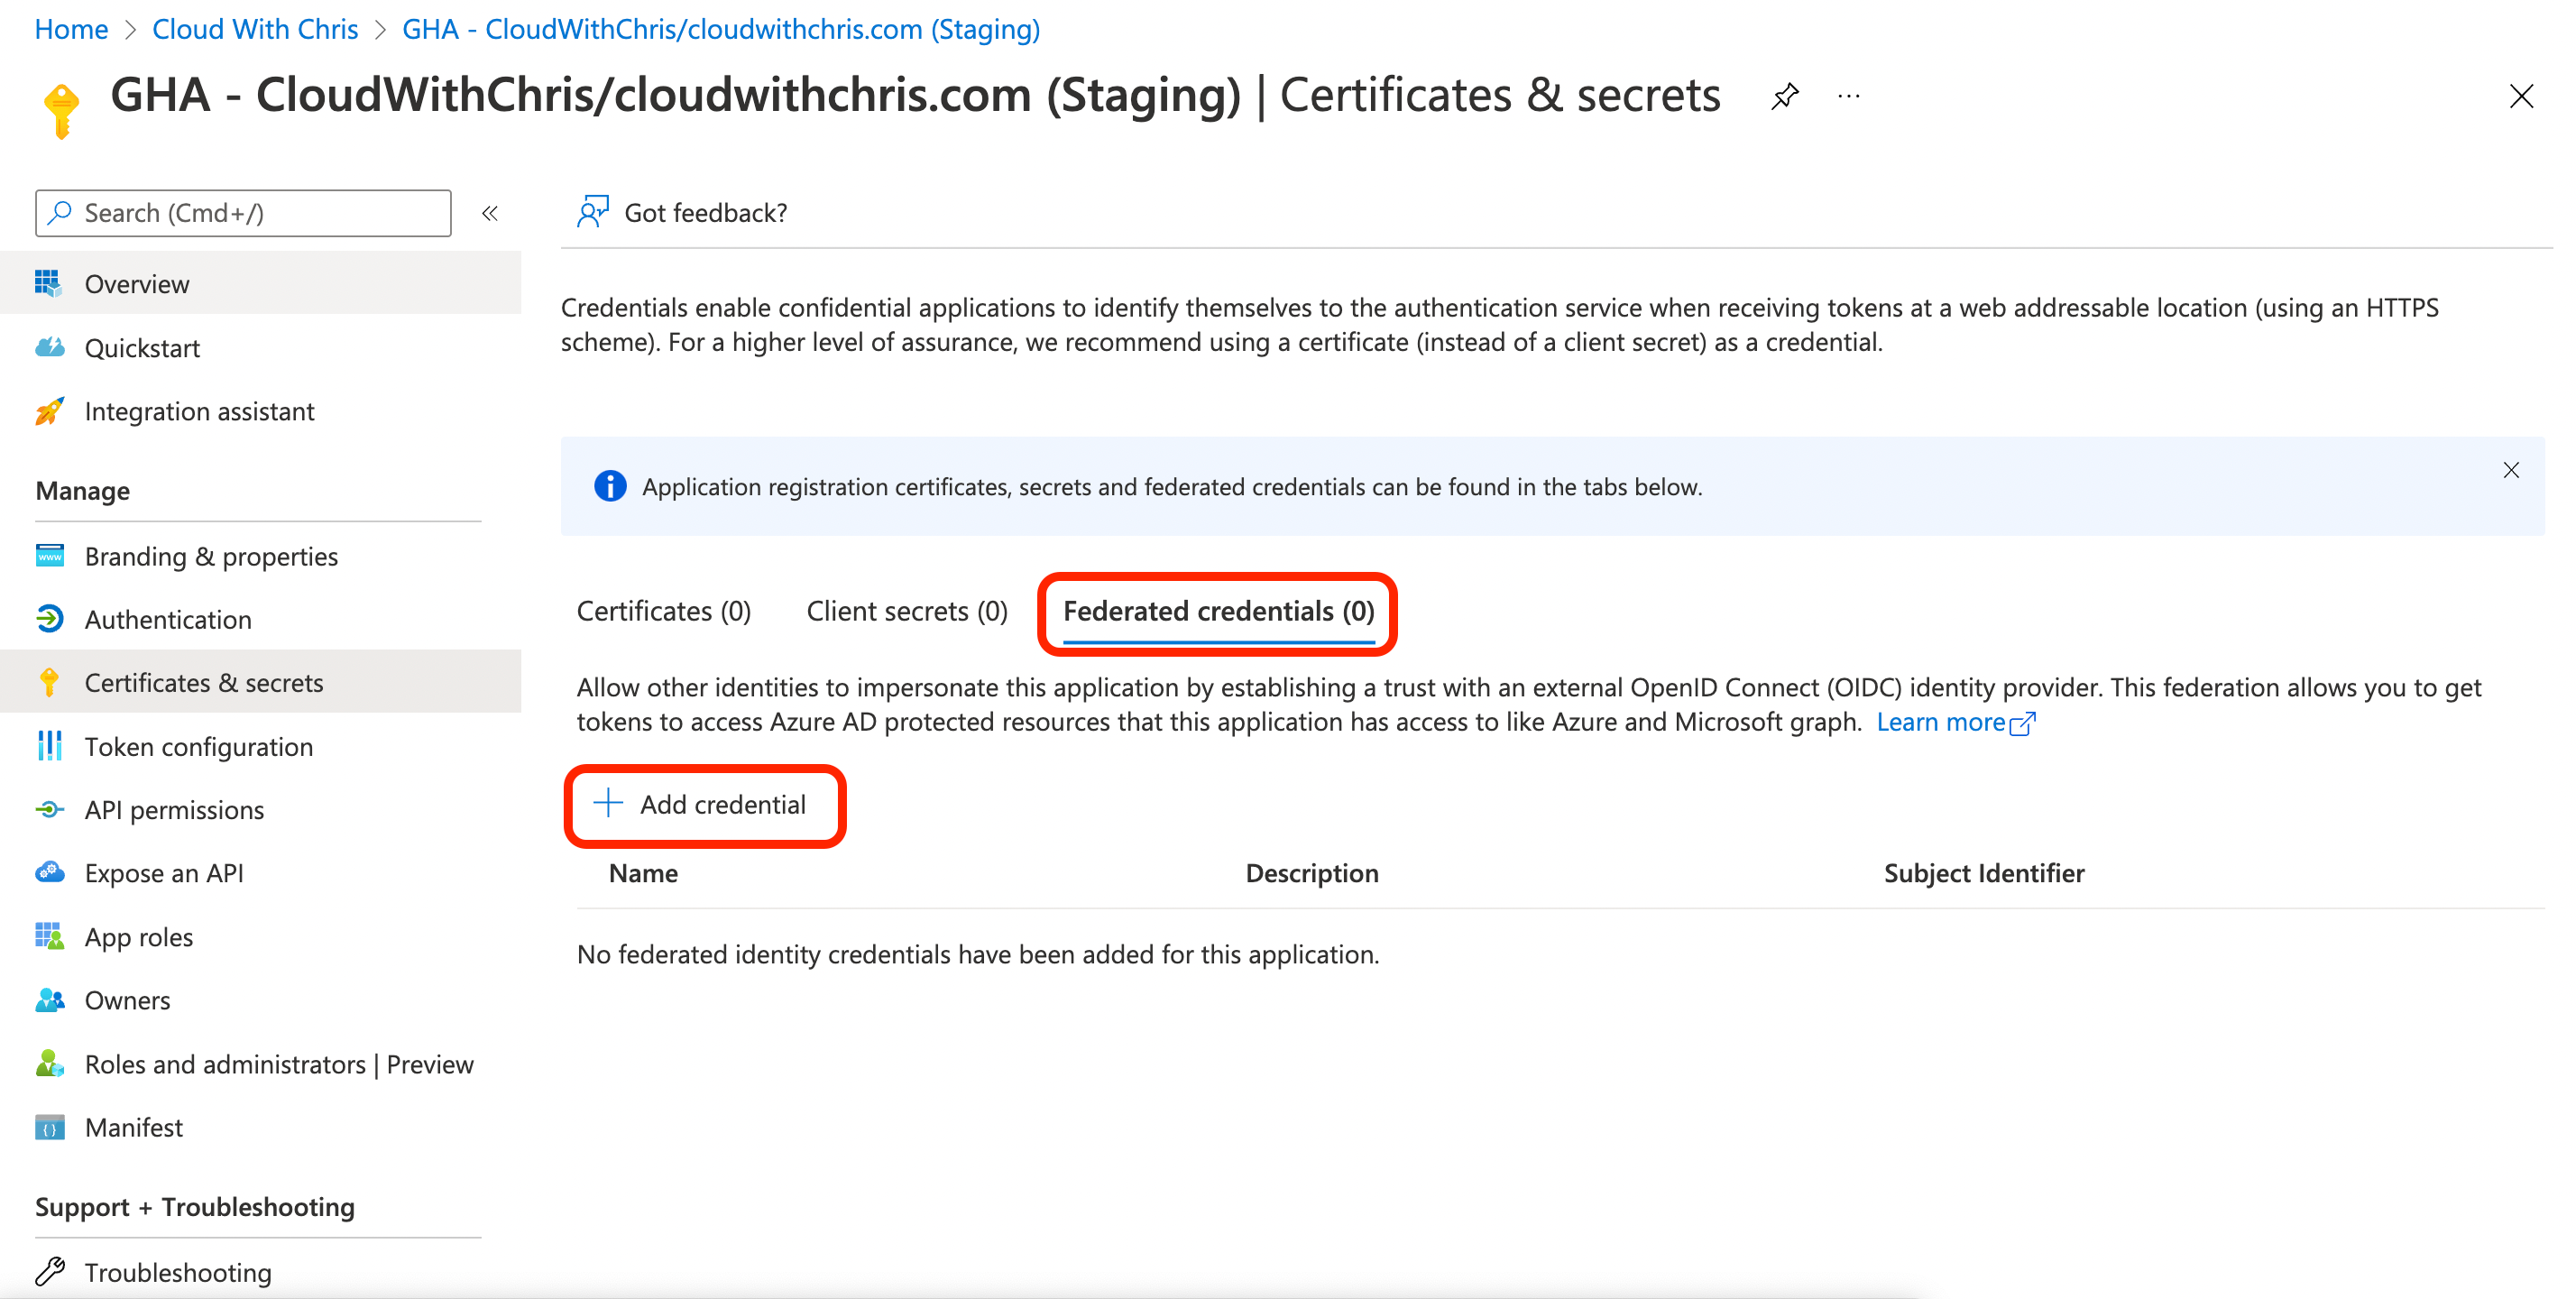 Home > Cloud With Chris > GHA - CloudWithChris/cloudwithchris.com (Staging)
GHA - CloudWithChris/cloudwithchris.com (Staging) | Certificates & secrets ...
Search (Cmd+/)
«
Got feedback?
Overview
Quickstart
Integration assistant
Manage
Branding & properties
Authentication
Certificates & secrets
Token configuration
API permissions
Expose an API
App roles
Owners
Roles and administrators | Preview
Manifest
Support + Troubleshooting
Troubleshooting
Credentials enable confidential applications to identify themselves to the authentication service when receiving tokens at a web addressable location (using an HTTPS
scheme). For a higher level of assurance, we recommend using a certificate (instead of a client secret) as a credential.
Application registration certificates, secrets and federated credentials can be found in the tabs below.
Certificates (0) Client secrets (0) Federated credentials (0)
Allow other identities to impersonate this application by establishing a trust with an external OpenID Connect (OIDC) identity provider. This federation allows you to get
tokens to access Azure AD protected resources that this application has access to like Azure and Microsoft graph. Learn more
Add credential
Name Description Subject Identifier
No federated identity credentials have been added for this application.